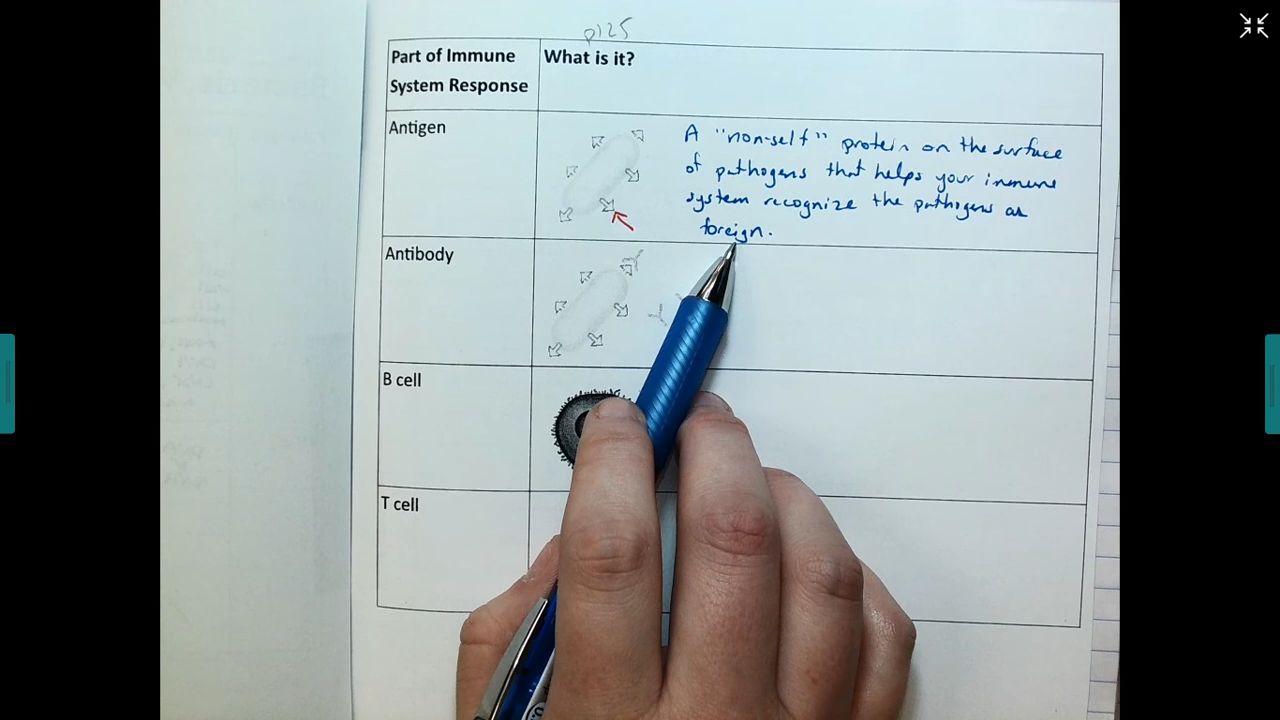 p125
Part of Immune
System Response
What is it?
Antigen
A "non-self" protein on the surface
of pathogens that helps your immune
system recognize the pathogens as
foreign.
Antibody
B cell
T cell